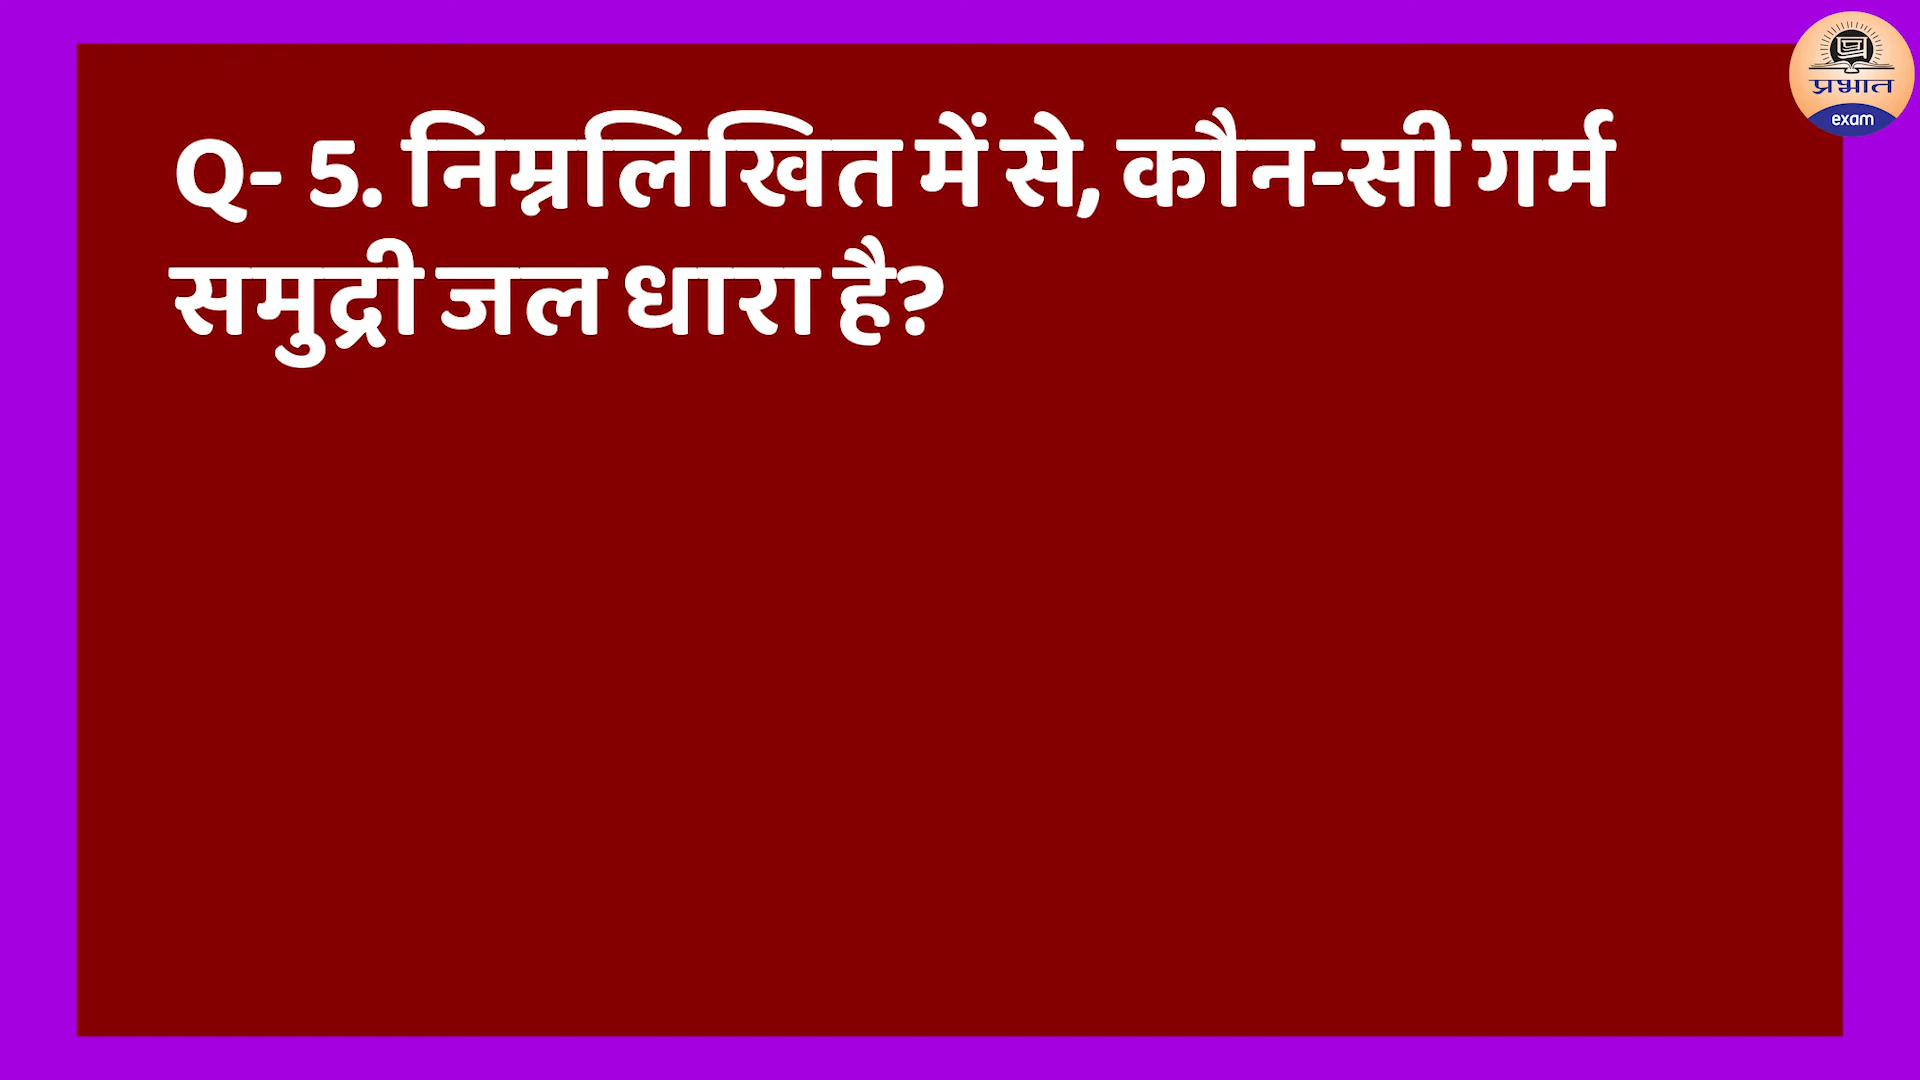 Q- 5. निम्नलिखित में से, कौन-सी गर्म
समुद्री जल धारा है?
प्रभात
exam